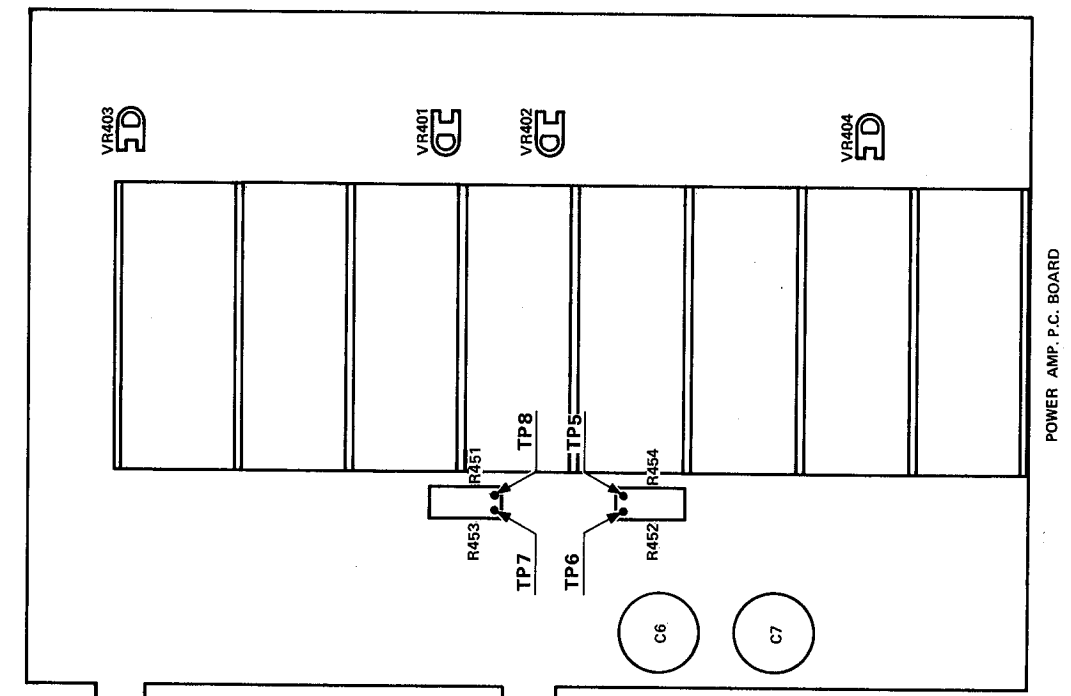 VR403
VR401
VR402
VR404
POWER AMP. P.C. BOARD
TP8
TP5
R451
R454
R453
R452
TP7
TP6
C6
C7